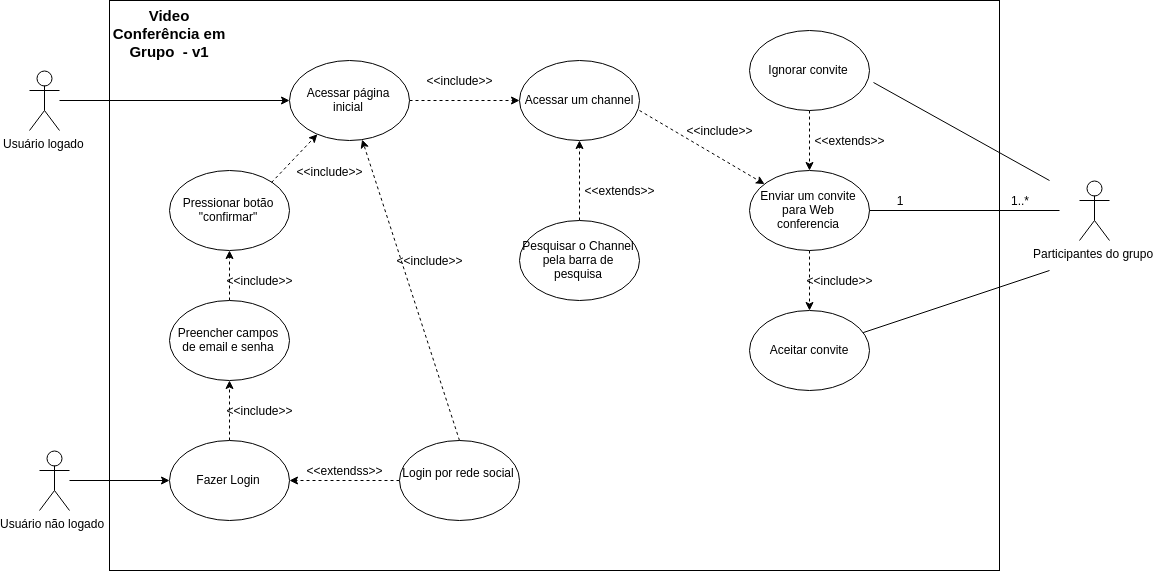 Video
Conferência em
Grupo - v1
Usuário logado
Acessar página
inicial
<<include>>
Acessar um channel
<<include>>
Ignorar convite
<<extends>>
Enviar um convite
para Web
conferencia
1
1..*
Participantes do grupo
<<include>>
Aceitar convite
<<extends>>
Pesquisar o Channel
pela barra de
pesquisa
<<include>>
Pressionar botão
"confirmar"
<<include>>
<<include>>
Preencher campos
de email e senha
<<include>>
Usuário não logado
Fazer Login
<<extendss>>
Login por rede social